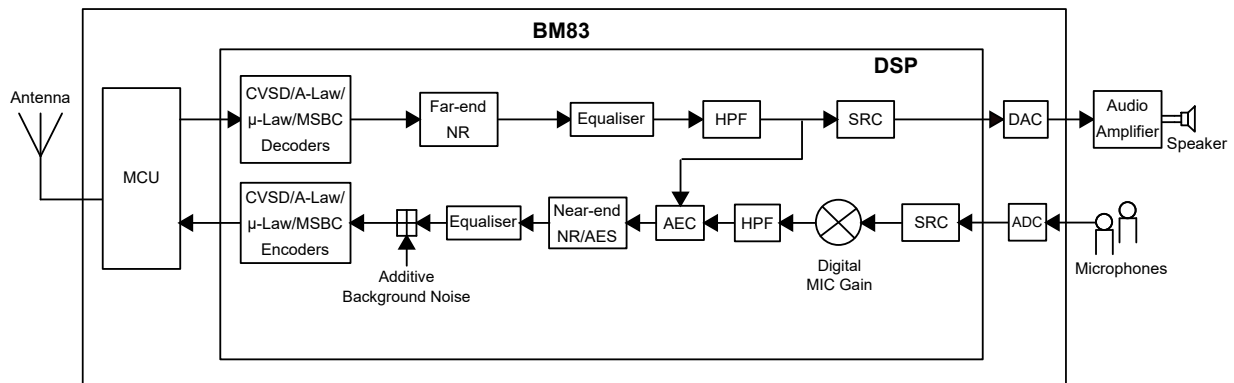 BM83
DSP
Antenna
MCU
CVSD/A-Law/
µ-Law/MSBC
Decoders
Far-end
NR
Equaliser
HPF
SRC
DAC
Audio
Amplifier
Speaker
CVSD/A-Law/
µ-Law/MSBC
Encoders
Additive
Background Noise
Equaliser
Near-end
NR/AES
AEC
HPF
Digital
MIC Gain
SRC
ADC
Microphones